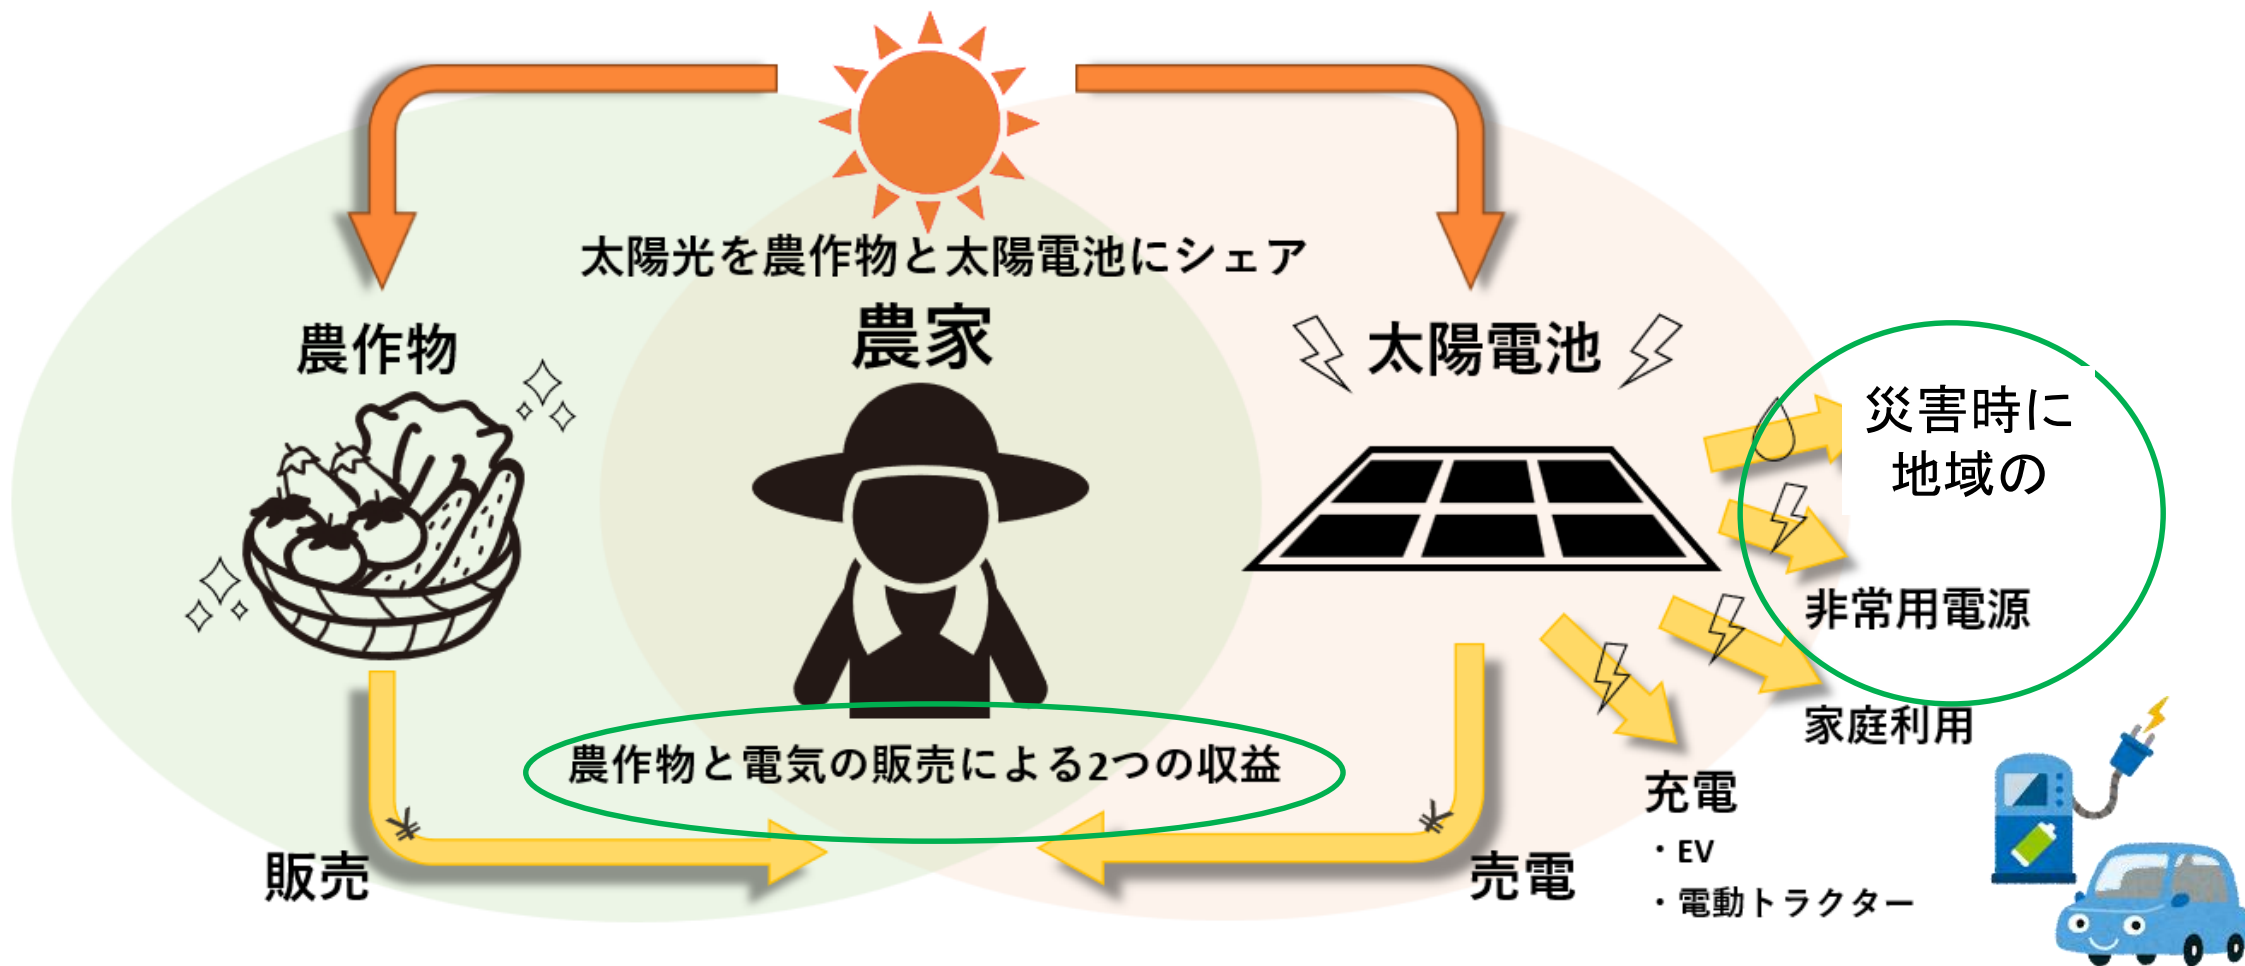 太陽光を農作物と太陽電池にシェア
農作物
農家
太陽電池
災害時に
地域の
非常用電源
家庭利用
農作物と電気の販売による2つの収益
充電
・EV
・電動トラクター
¥
¥
販売
売電